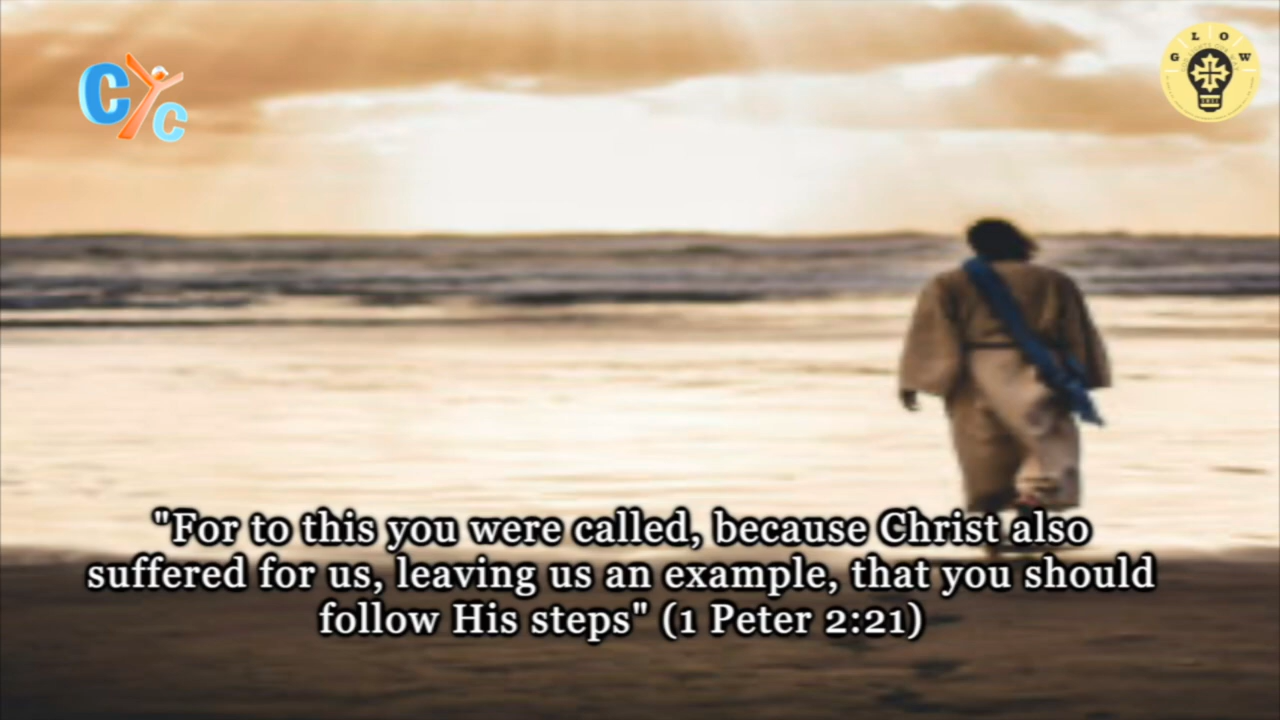 CYC
G L O W
"For to this you were called, because Christ also
suffered for us, leaving us an example, that you should
follow His steps" (1 Peter 2:21)